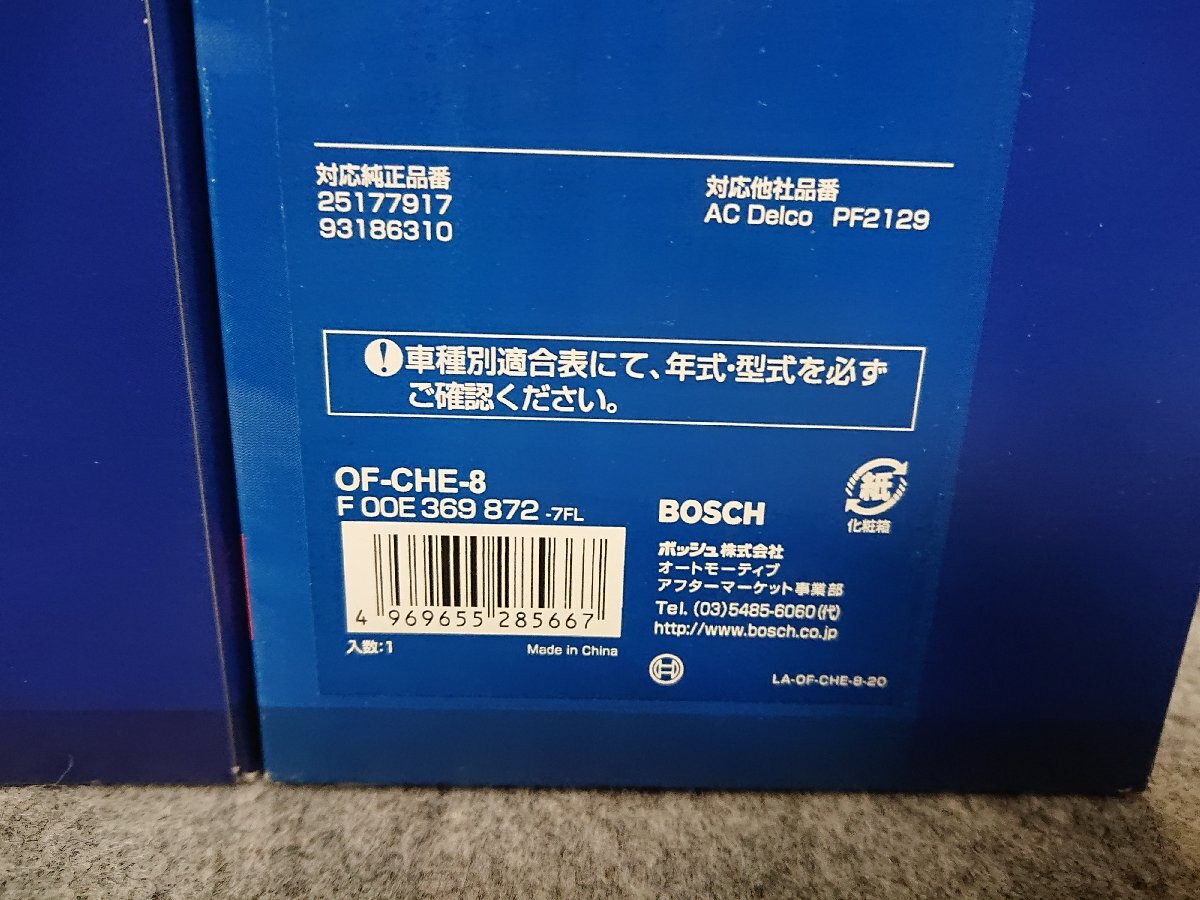 対応純正品番
25177917
93186310
対応他社品番
AC Delco PF2129
!車種別適合表にて、年式・型式を必ず
ご確認ください。
OF-CHE-8
F 00E 369 872 -7FL
4 969655 285667
入数:1
Made in China
BOSCH
ボッシュ株式会社
オートモーティブ
アフターマーケット事業部
Tel. (03)5485-6060(代)
http://www.bosch.co.jp
紙
化粧箱
LA-OF-CHE-8-20